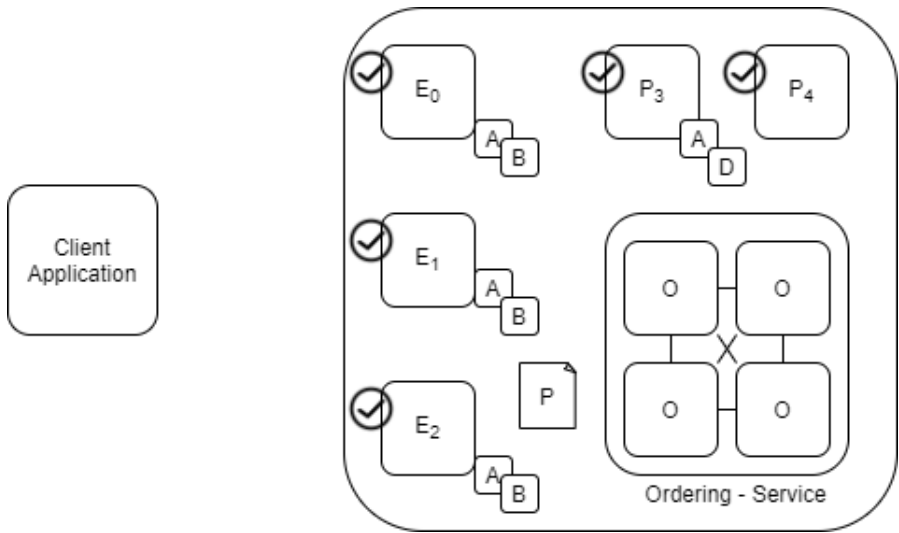 E0
A
B
P3
A
D
P4
Client
Application
E1
A
B
O
O
O
O
E2
A
B
P
Ordering - Service